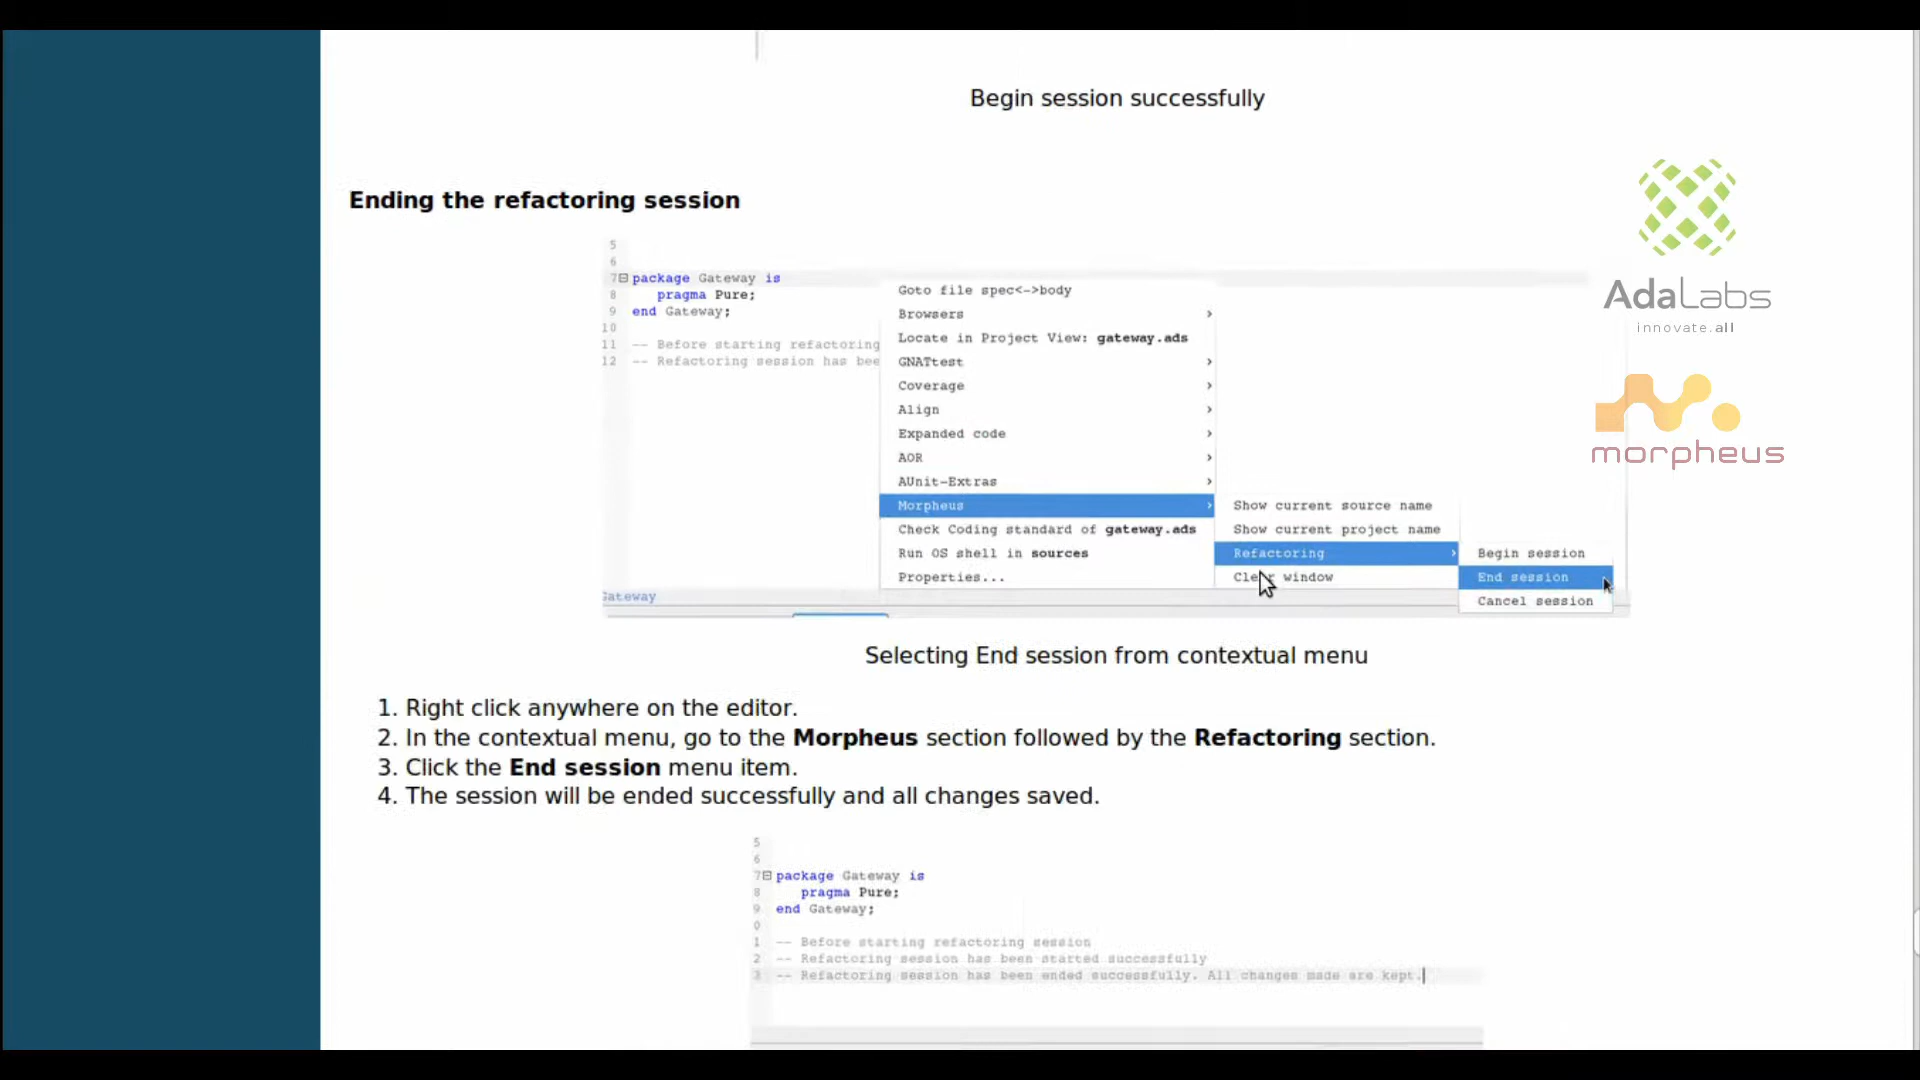 Begin session successfully
Ending the refactoring session
5
6
7 package Gateway is
8 pragma Pure;
9 end Gateway;
10
11 -- Before starting refactoring
12 -- Refactoring session has bee
Goto file spec<->body
Browsers
Locate in Project View: gateway.ads
GNATtest
Coverage
Align
Expanded code
AOR
AUnit-Extras
Morpheus
Check Coding standard of gateway.ads
Run OS shell in sources
Properties...
Show current source name
Show current project name
Refactoring
Clear window
Begin session
End session
Cancel session
Gateway
AdaLabs
innovate.all
morpheus
Selecting End session from contextual menu
1. Right click anywhere on the editor.
2. In the contextual menu, go to the Morpheus section followed by the Refactoring section.
3. Click the End session menu item.
4. The session will be ended successfully and all changes saved.
5
6
7 package Gateway is
8 pragma Pure;
9 end Gateway;
0
1 -- Before starting refactoring session
2 -- Refactoring session has been started successfully
3 -- Refactoring session has been ended successfully. All changes made are kept.